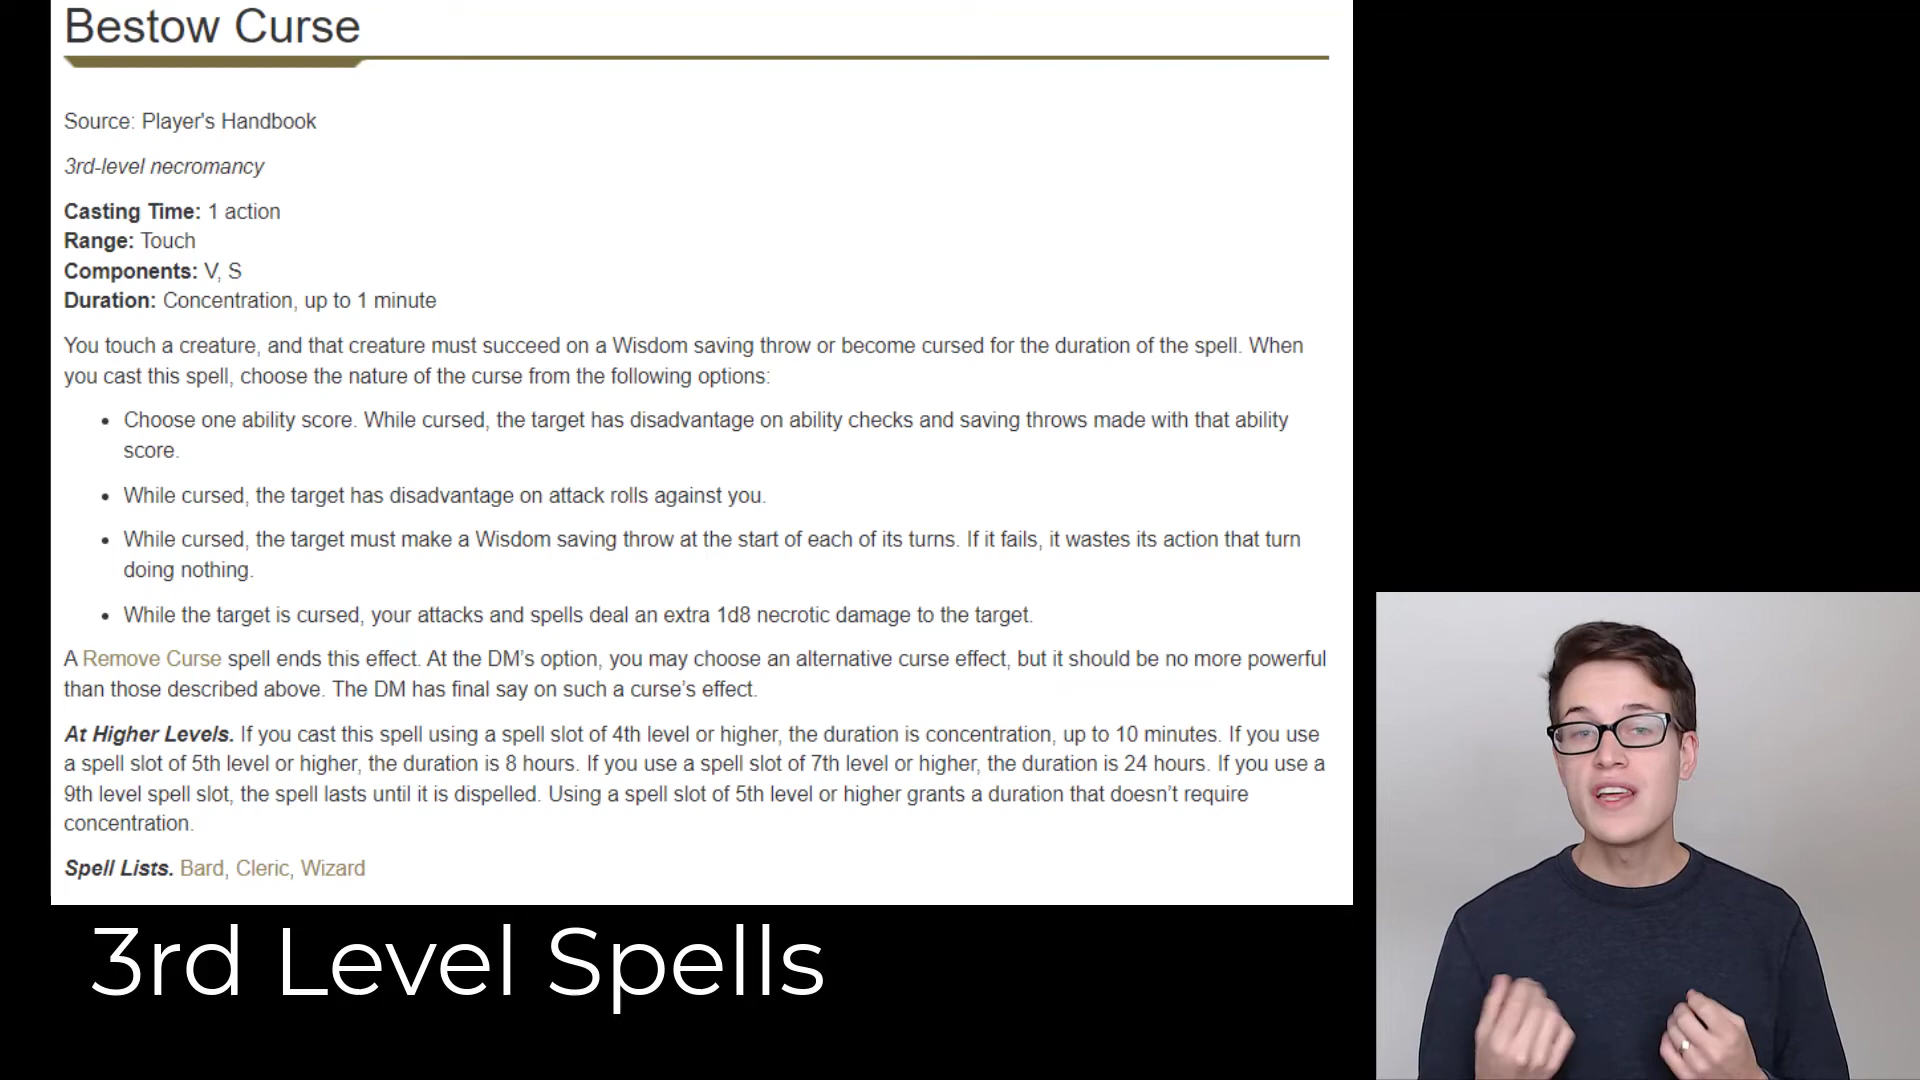 Bestow Curse
Source: Player's Handbook
3rd-level necromancy
Casting Time: 1 action
Range: Touch
Components: V, S
Duration: Concentration, up to 1 minute
You touch a creature, and that creature must succeed on a Wisdom saving throw or become cursed for the duration of the spell. When
you cast this spell, choose the nature of the curse from the following options:
• Choose one ability score. While cursed, the target has disadvantage on ability checks and saving throws made with that ability
score.
• While cursed, the target has disadvantage on attack rolls against you.
• While cursed, the target must make a Wisdom saving throw at the start of each of its turns. If it fails, it wastes its action that turn
doing nothing.
• While the target is cursed, your attacks and spells deal an extra 1d8 necrotic damage to the target.
A Remove Curse spell ends this effect. At the DM’s option, you may choose an alternative curse effect, but it should be no more powerful
than those described above. The DM has final say on such a curse’s effect.
At Higher Levels. If you cast this spell using a spell slot of 4th level or higher, the duration is concentration, up to 10 minutes. If you use
a spell slot of 5th level or higher, the duration is 8 hours. If you use a spell slot of 7th level or higher, the duration is 24 hours. If you use a
9th level spell slot, the spell lasts until it is dispelled. Using a spell slot of 5th level or higher grants a duration that doesn’t require
concentration.
Spell Lists. Bard, Cleric, Wizard
3rd Level Spells